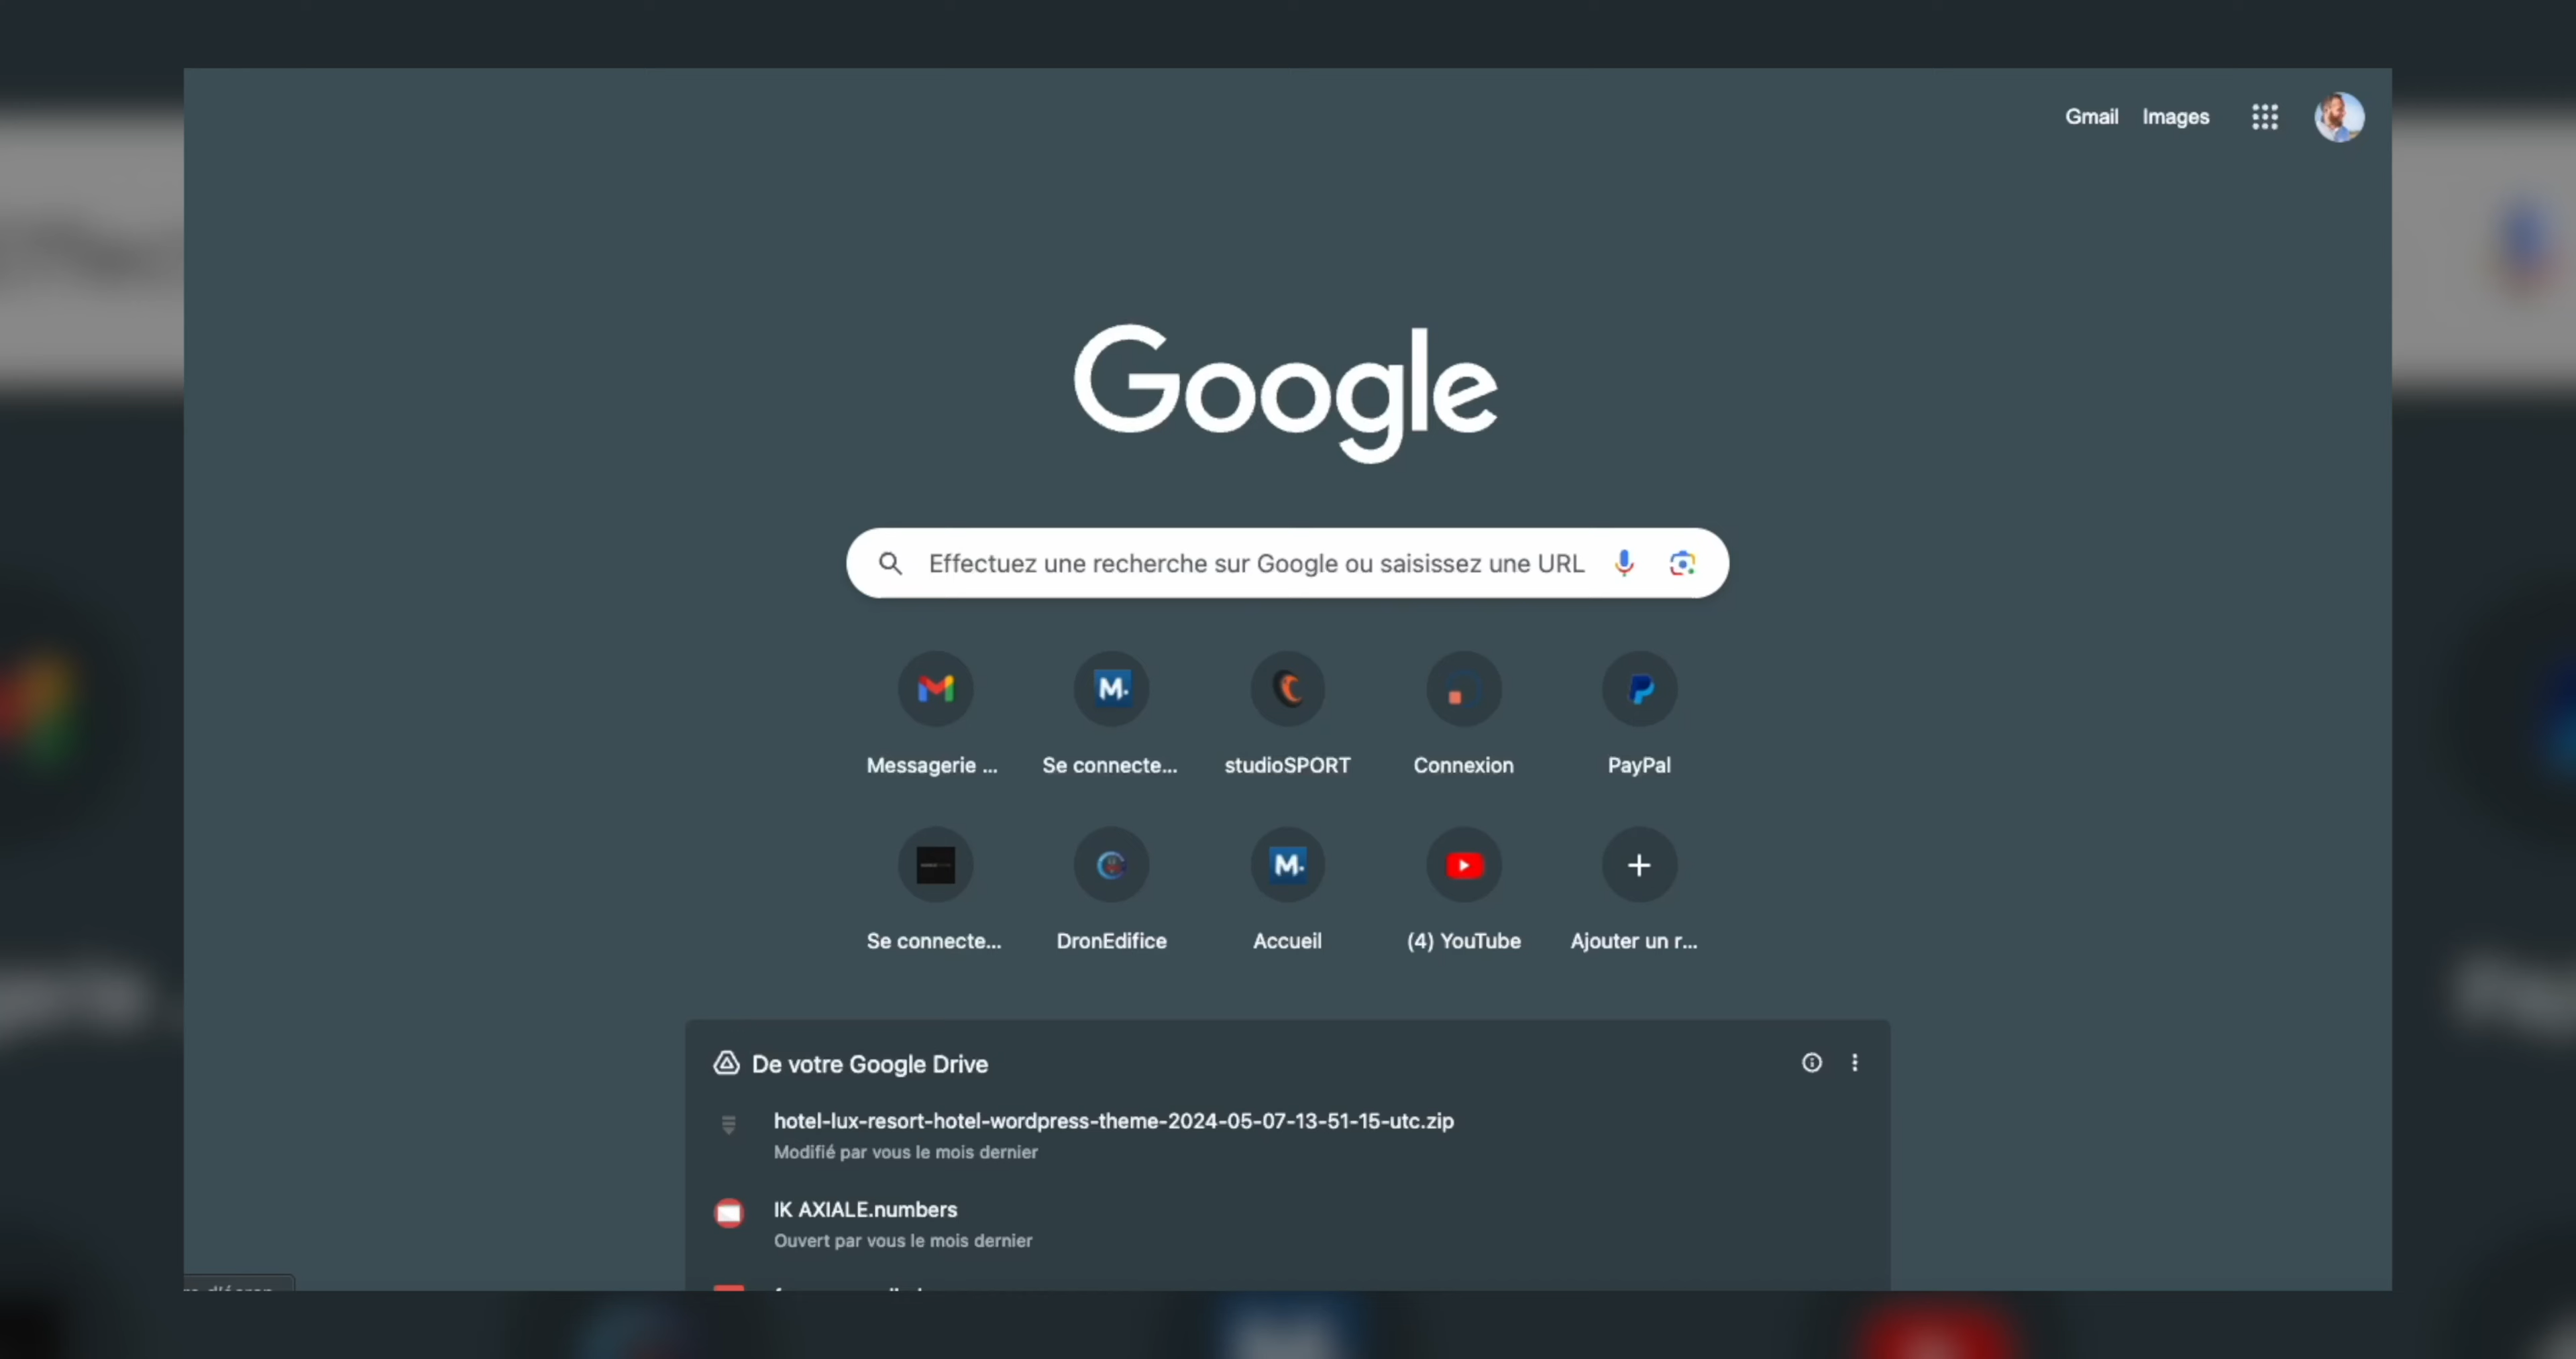 Gmail Images
Google
Effectuez une recherche sur Google ou saisissez une URL
Messagerie ...
Se connecte...
studioSPORT
Connexion
PayPal
Se connecte...
DronEdifice
Accueil
(4) YouTube
Ajouter un r...
De votre Google Drive
hotel-lux-resort-hotel-wordpress-theme-2024-05-07-13-51-15-utc.zip
Modifié par vous le mois dernier
IK AXIALE.numbers
Ouvert par vous le mois dernier